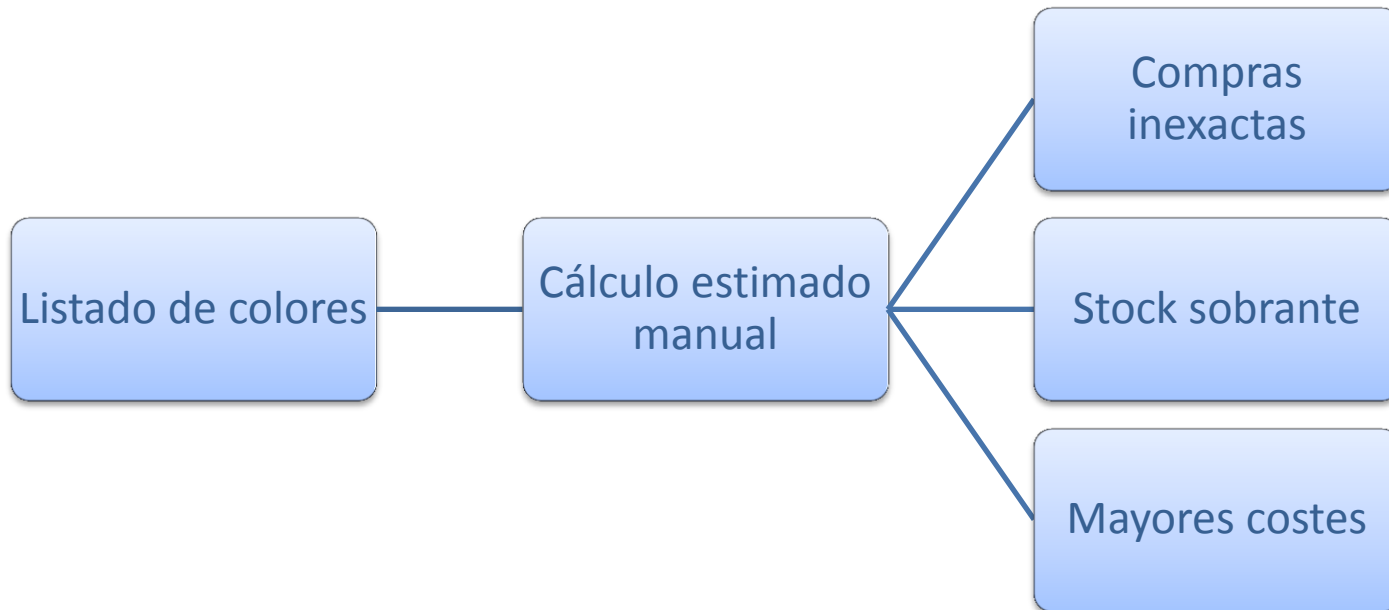 Listado de colores
Cálculo estimado
manual
Compras
inexactas
Stock sobrante
Mayores costes